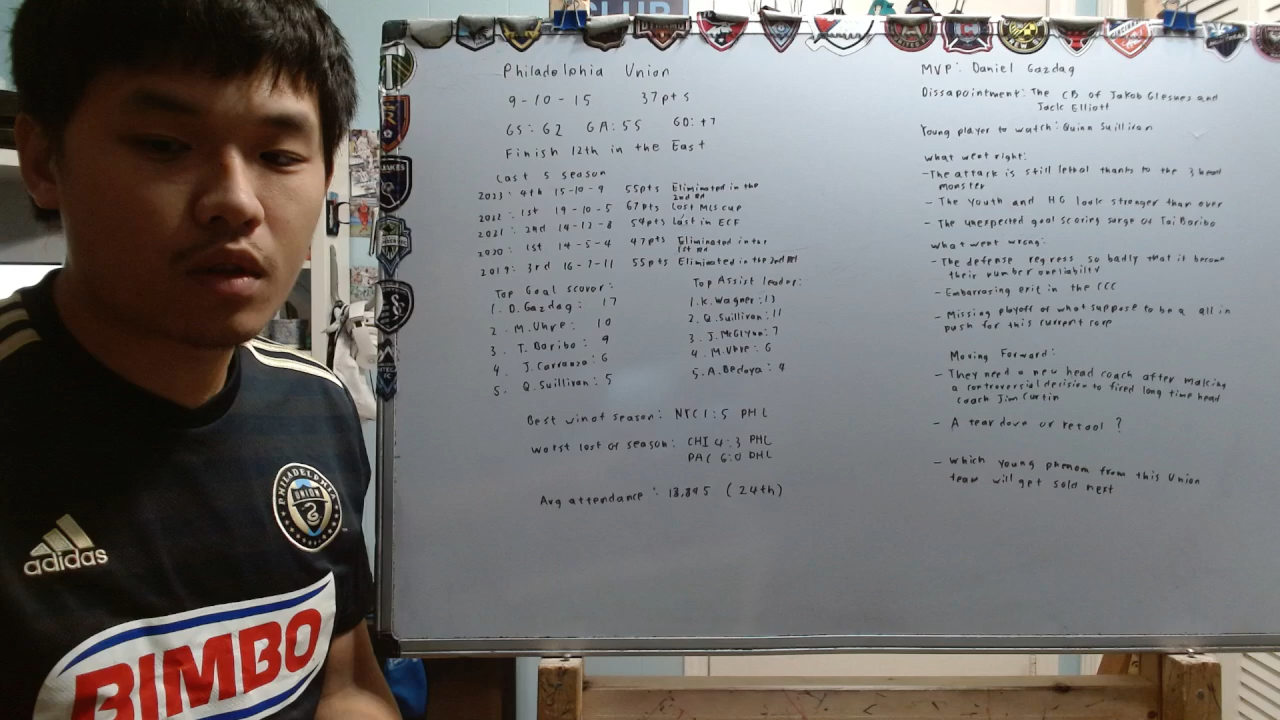 CLUB
Philadelphia Union
9-10-15 37pts
GS: 62 GA: 55 GD: +7
Finish 12th in the East
Last 5 season
2023: 4th 15-10-9 55pts Eliminated in the 2nd Rd
2022: 1st 19-10-5 67pts Lost MLS cup
2021: 2nd 14-12-8 54pts Lost in ECF
2020: 1st 14-5-4 47pts Eliminated in the 1st Rd
2019: 3rd 16-7-11 55pts Eliminated in the 2nd Rd
Top Goal scorer:
1. D. Gazdag: 17
2. M. Uhre: 10
3. T. Baribo: 9
4. J. Carranza: 6
5. Q. Suillivan: 5
Top Assist leader:
1. K. Wagner: 13
2. Q. Suillivan: 11
3. J. McGlynn: 7
4. M. Uhre: 6
5. A. Bedoya: 4
Best win of season: NYC 1:5 PHL
Worst lost of season: CHI 4:3 PHL
PAC 6:0 PHL
Avg attendance: 18,895 (24th)
MVP: Daniel Gazdag
Dissapointment: The CB of Jakob Glesnes and
Jack Elliott
Young player to watch: Quinn Suillivan
What went right:
- The attack is still lethal thanks to the 3 head
monster
- The youth and HG look stronger than ever
- The unexpected goal scoring surge of Tai Baribo
What went wrong:
- The defense regress so badly that it become
their number one liability
- Embarrasing exit in the CCC
- Missing playoff of what suppose to be a all in
push for this current core
Moving Forward:
- They need a new head coach after making
a controversial decision to fired long time head
coach Jim Curtin
- A tear down or retool?
- Which young phenom from this Union
team will get sold next
PHILADELPHIA
UNION
adidas
BIMBO